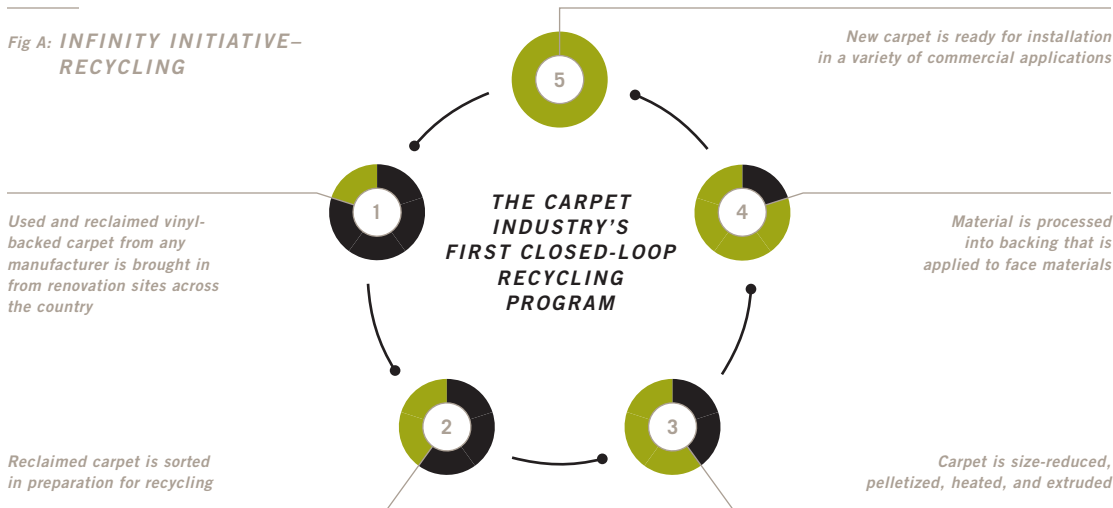 Fig A: INFINITY INITIATIVE–
RECYCLING
5
New carpet is ready for installation
in a variety of commercial applications
1
Used and reclaimed vinyl-
backed carpet from any
manufacturer is brought in
from renovation sites across
the country
THE CARPET
INDUSTRY'S
FIRST CLOSED-LOOP
RECYCLING
PROGRAM
4
Material is processed
into backing that is
applied to face materials
2
Reclaimed carpet is sorted
in preparation for recycling
3
Carpet is size-reduced,
pelletized, heated, and extruded